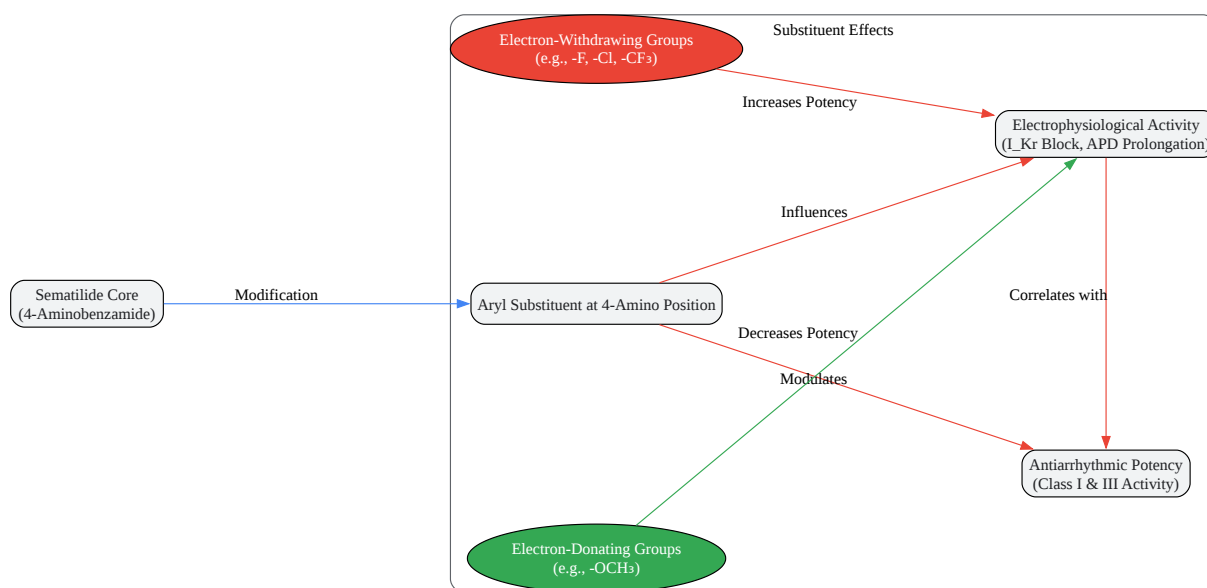 Substituent Effects
Electron-Withdrawing Groups
(e.g., -F, -Cl, -CF₃)
Increases Potency
Electrophysiological Activity
(I_Kr Block, APD Prolongation)
Influences
Sematilide Core
(4-Aminobenzamide)
Modification
Aryl Substituent at 4-Amino Position
Correlates with
Decreases Potency
Modulates
Antiarrhythmic Potency
(Class I & III Activity)
Electron-Donating Groups
(e.g., -OCH₃)